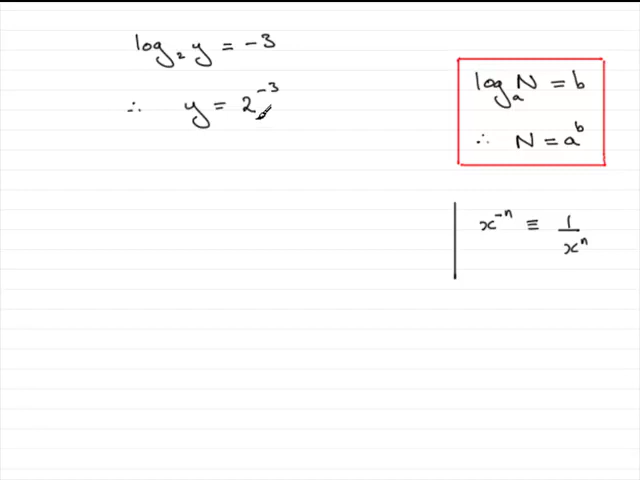 log₂ y = -3
∴ y = 2⁻³
logₐ N = b
∴ N = aᵇ
x⁻ⁿ ≡ 1/xⁿ